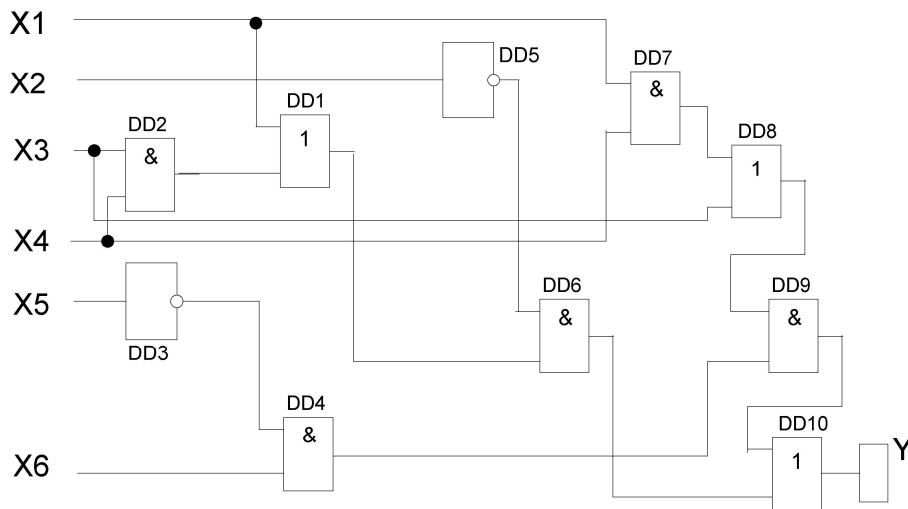 X1
X2
X3
X4
X5
X6
DD2
&
DD1
1
DD5
DD7
&
DD8
1
DD3
DD4
&
DD6
&
DD9
&
DD10
1
Y